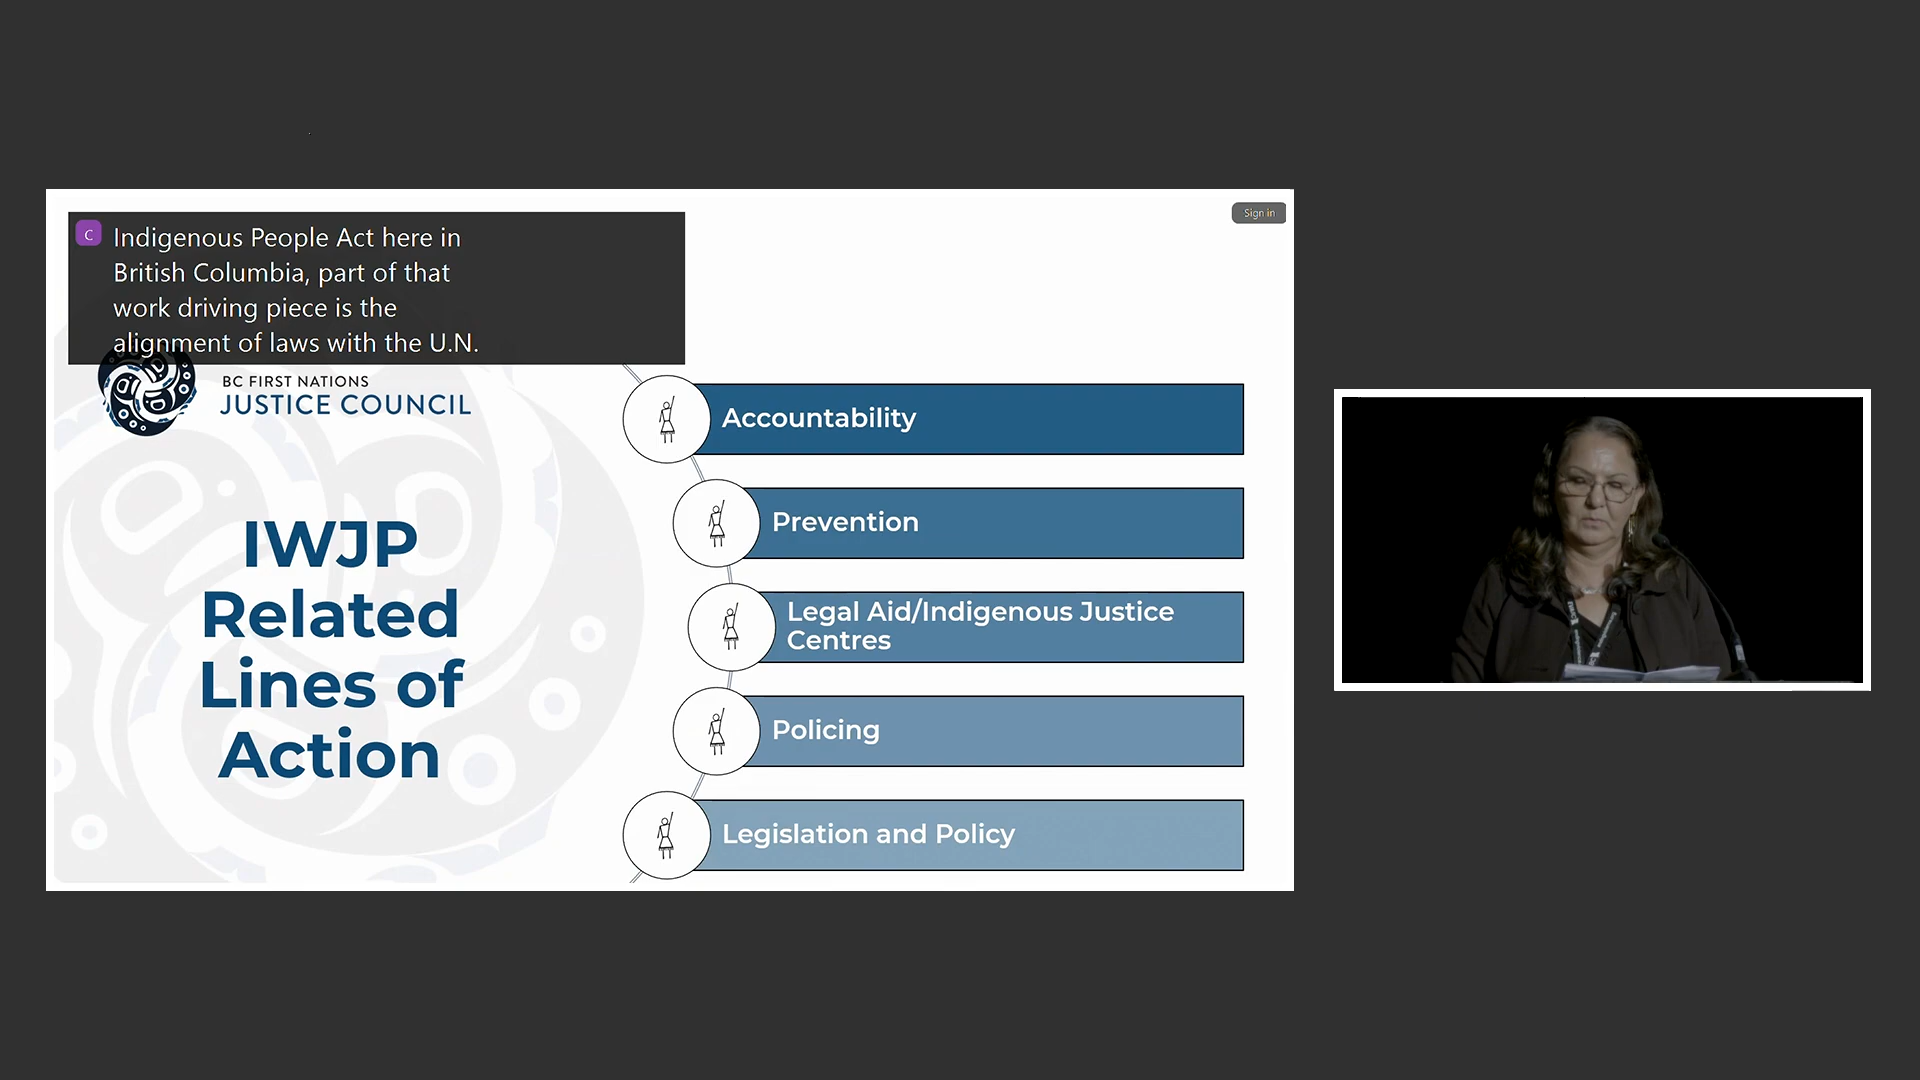 C
Indigenous People Act here in
British Columbia, part of that
work driving piece is the
alignment of laws with the U.N.
Sign in
BC FIRST NATIONS
JUSTICE COUNCIL
IWJP
Related
Lines of
Action
Accountability
Prevention
Legal Aid/Indigenous Justice
Centres
Policing
Legislation and Policy